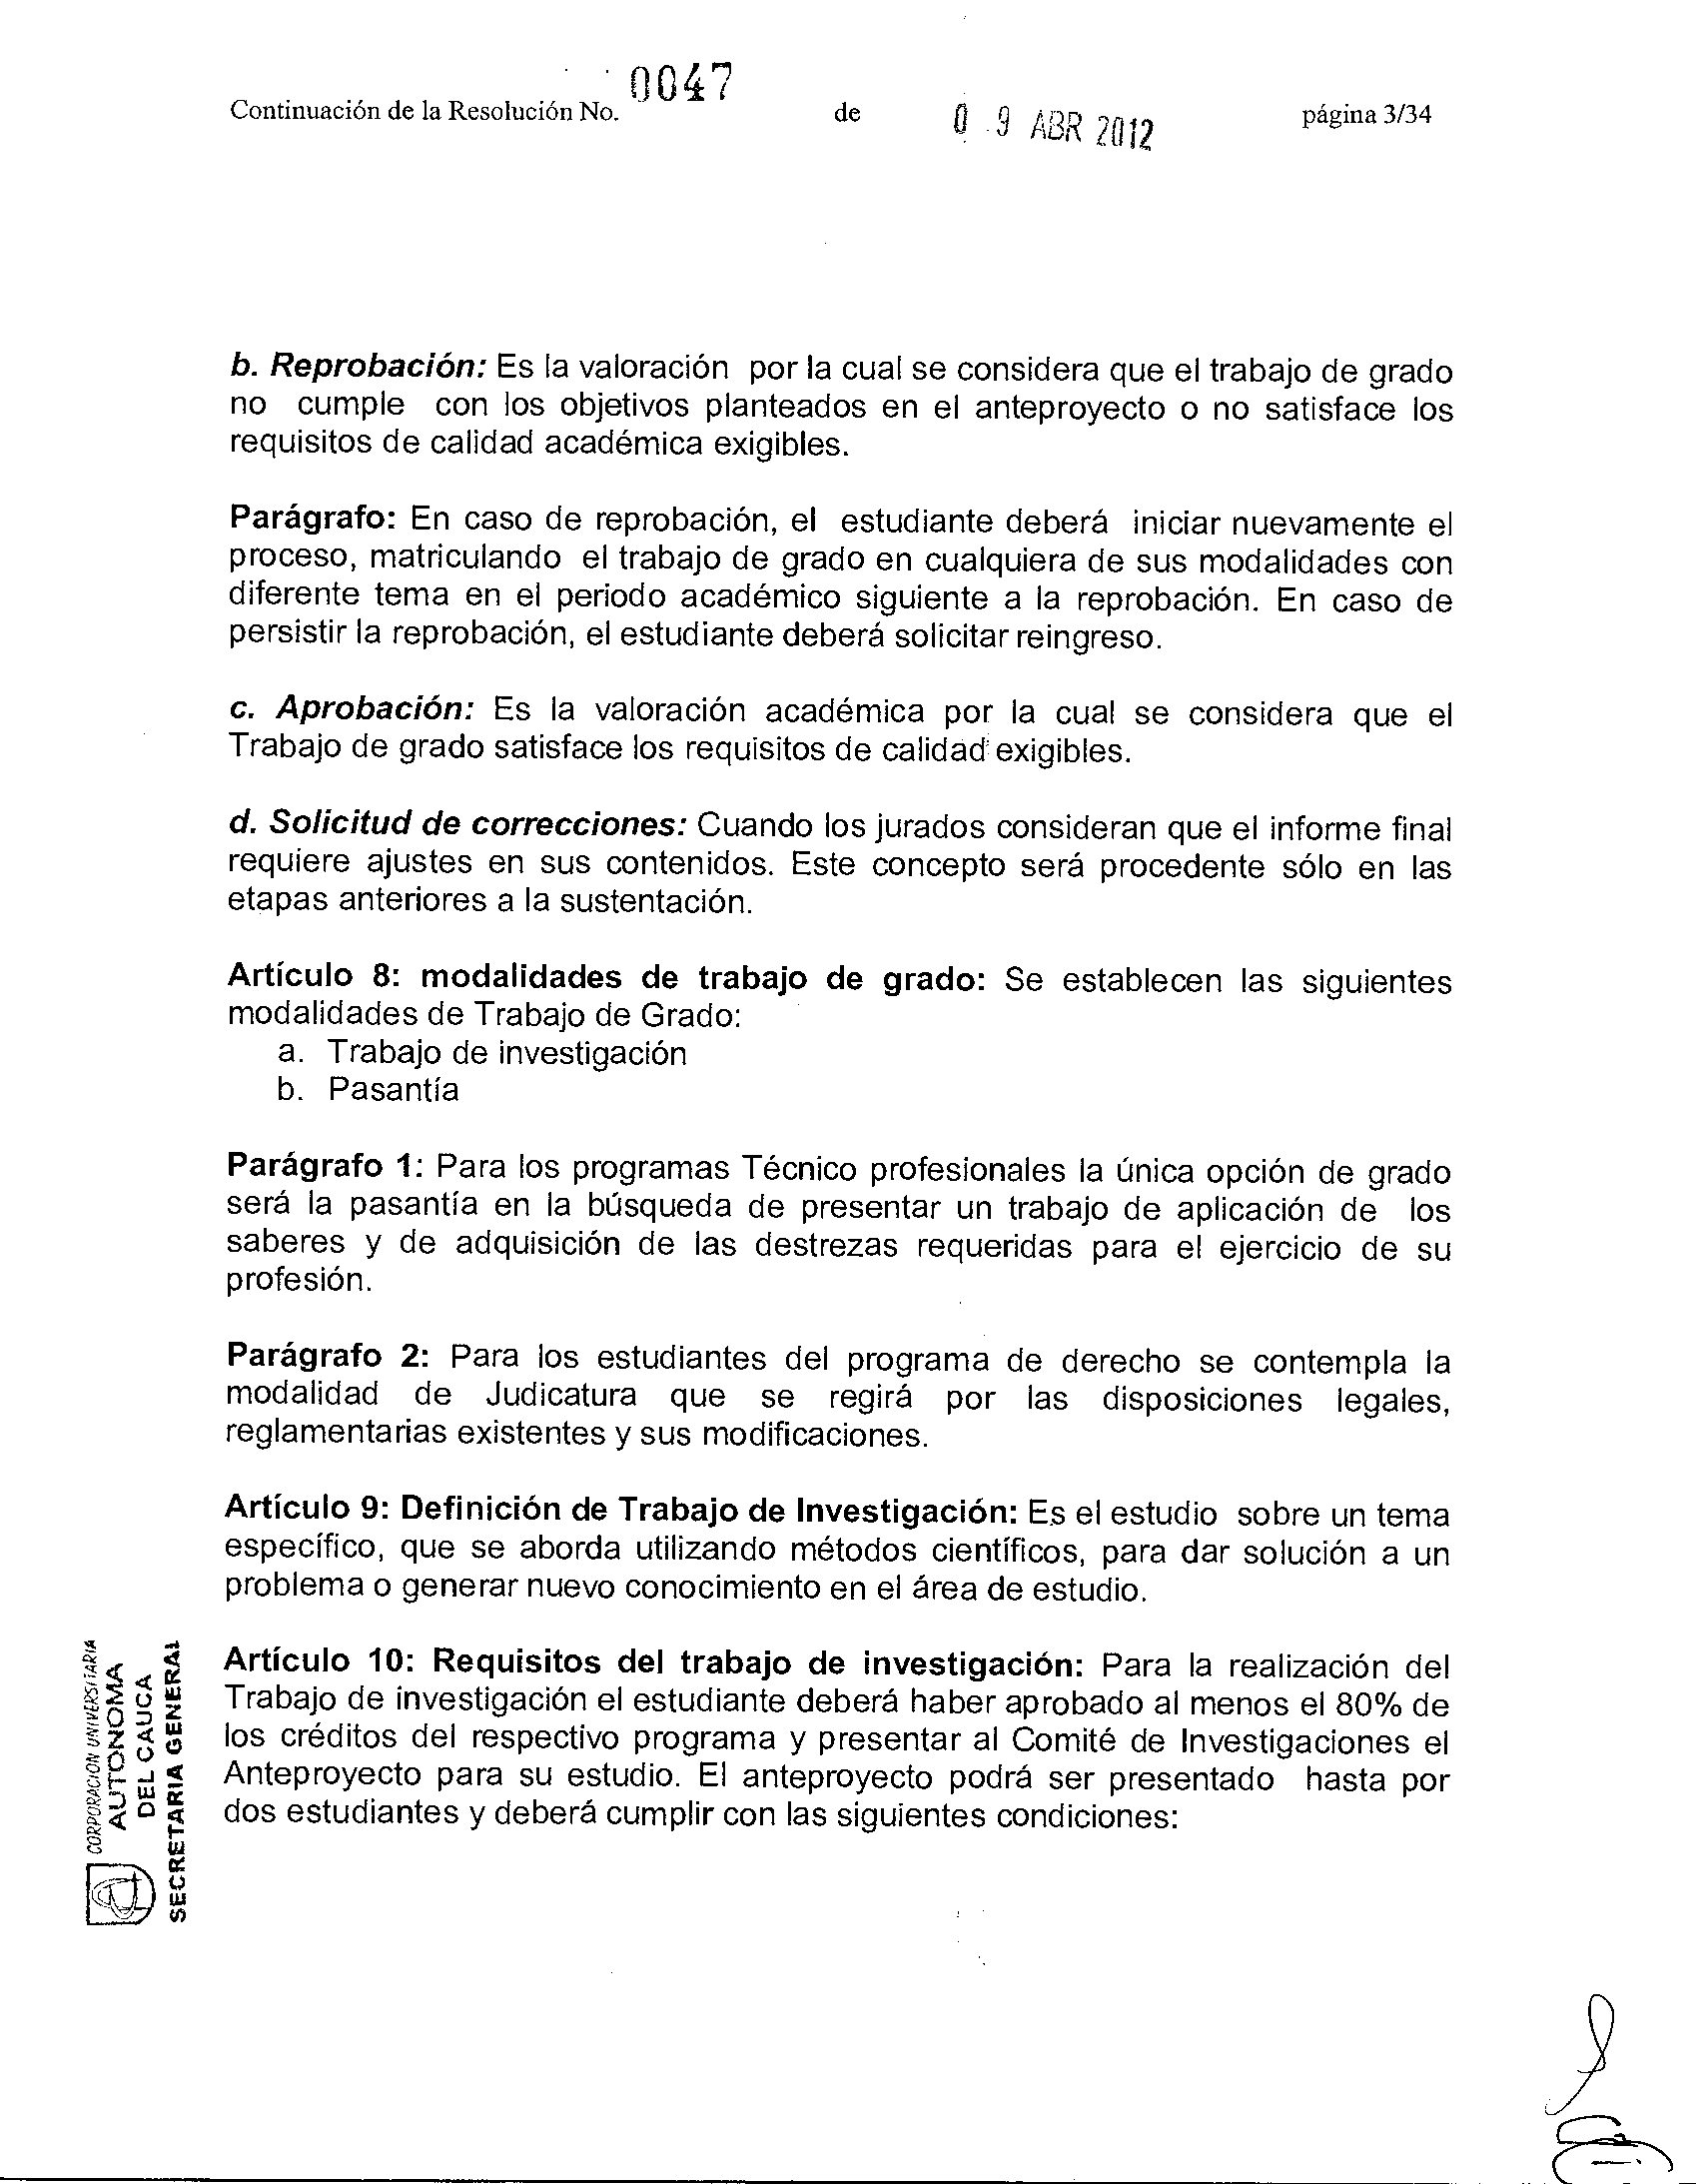 Continuación de la Resolución No. 0047 de 09 ABR 2012 página 3/34
b. Reprobación: Es la valoración por la cual se considera que el trabajo de grado
no cumple con los objetivos planteados en el anteproyecto o no satisface los
requisitos de calidad académica exigibles.
Parágrafo: En caso de reprobación, el estudiante deberá iniciar nuevamente el
proceso, matriculando el trabajo de grado en cualquiera de sus modalidades con
diferente tema en el periodo académico siguiente a la reprobación. En caso de
persistir la reprobación, el estudiante deberá solicitar reingreso.
c. Aprobación: Es la valoración académica por la cual se considera que el
Trabajo de grado satisface los requisitos de calidad exigibles.
d. Solicitud de correcciones: Cuando los jurados consideran que el informe final
requiere ajustes en sus contenidos. Este concepto será procedente sólo en las
etapas anteriores a la sustentación.
Artículo 8: modalidades de trabajo de grado: Se establecen las siguientes
modalidades de Trabajo de Grado:
a. Trabajo de investigación
b. Pasantía
Parágrafo 1: Para los programas Técnico profesionales la única opción de grado
será la pasantía en la búsqueda de presentar un trabajo de aplicación de los
saberes y de adquisición de las destrezas requeridas para el ejercicio de su
profesión.
Parágrafo 2: Para los estudiantes del programa de derecho se contempla la
modalidad de Judicatura que se regirá por las disposiciones legales,
reglamentarias existentes y sus modificaciones.
Artículo 9: Definición de Trabajo de Investigación: Es el estudio sobre un tema
específico, que se aborda utilizando métodos científicos, para dar solución a un
problema o generar nuevo conocimiento en el área de estudio.
Artículo 10: Requisitos del trabajo de investigación: Para la realización del
Trabajo de investigación el estudiante deberá haber aprobado al menos el 80% de
los créditos del respectivo programa y presentar al Comité de Investigaciones el
Anteproyecto para su estudio. El anteproyecto podrá ser presentado hasta por
dos estudiantes y deberá cumplir con las siguientes condiciones:
CORPORACION UNIVERSITARIA
AUTONOMA
DEL CAUCA
SECRETARIA GENERAL